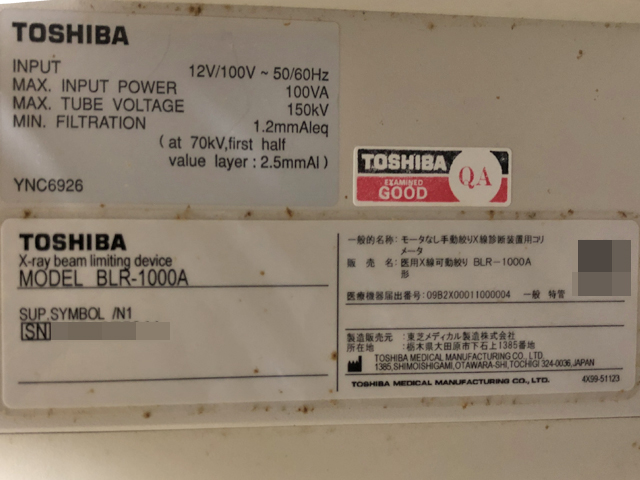 TOSHIBA
INPUT 12V/100V ~ 50/60Hz
MAX. INPUT POWER 100VA
MAX. TUBE VOLTAGE 150kV
MIN. FILTRATION 1.2mmAleq
( at 70kV,first half
value layer : 2.5mmAl )
YNC6926
TOSHIBA
EXAMINED
GOOD
QA
TOSHIBA
X-ray beam limiting device
MODEL BLR-1000A
SUP. SYMBOL /N1
SN
一般的名称: モータなし手動絞りX線診断装置用コリ
メータ
販 売 名: 医用X線可動絞り BLR-1000A
形
医療機器届出番号: 09B2X00011000004 一般 特管
製造販売元 : 東芝メディカル製造株式会社
所在地 : 栃木県大田原市下石上1385番地
TOSHIBA MEDICAL MANUFACTURING CO., LTD.
1385,SHIMOISHIGAMI,OTAWARA-SHI,TOCHIGI 324-0036,JAPAN
TOSHIBA MEDICAL MANUFACTURING CO., LTD. 4X99-51123